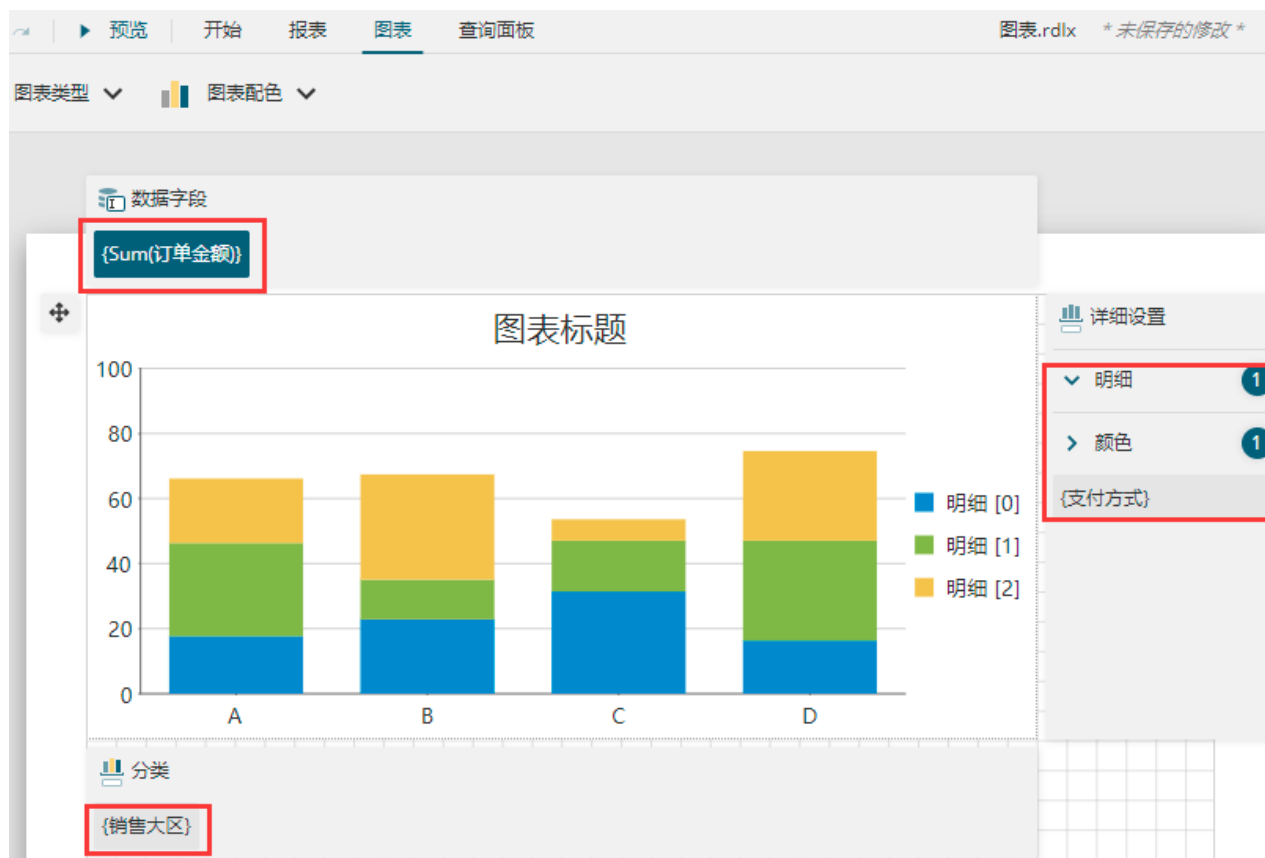 预览 开始 报表 图表 查询面板 图表.rdlx * 未保存的修改 *
图表类型 图表配色
数据字段
{Sum(订单金额)}
图表标题
详细设置
明细 1
颜色 1
{支付方式}
100
80
60
40
20
0
A B C D
明细 [0]
明细 [1]
明细 [2]
分类
{销售大区}